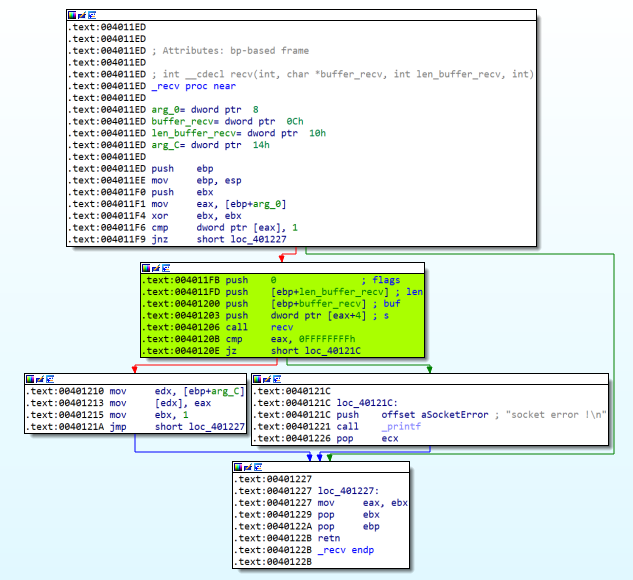 .text:004011ED
.text:004011ED
.text:004011ED ; Attributes: bp-based frame
.text:004011ED
.text:004011ED ; int __cdecl recv(int, char *buffer_recv, int len_buffer_recv, int)
.text:004011ED _recv proc near
.text:004011ED
.text:004011ED arg_0= dword ptr  8
.text:004011ED buffer_recv= dword ptr  0Ch
.text:004011ED len_buffer_recv= dword ptr  10h
.text:004011ED arg_C= dword ptr  14h
.text:004011ED
.text:004011ED push    ebp
.text:004011EE mov     ebp, esp
.text:004011F0 push    ebx
.text:004011F1 mov     eax, [ebp+arg_0]
.text:004011F4 xor     ebx, ebx
.text:004011F6 cmp     dword ptr [eax], 1
.text:004011F9 jnz     short loc_401227
.text:004011FB push    0               ; flags
.text:004011FD push    [ebp+len_buffer_recv] ; len
.text:00401200 push    [ebp+buffer_recv] ; buf
.text:00401203 push    dword ptr [eax+4] ; s
.text:00401206 call    recv
.text:0040120B cmp     eax, 0FFFFFFFFh
.text:0040120E jz      short loc_40121C
.text:00401210 mov     edx, [ebp+arg_C]
.text:00401213 mov     [edx], eax
.text:00401215 mov     ebx, 1
.text:0040121A jmp     short loc_401227
.text:0040121C
.text:0040121C loc_40121C:
.text:0040121C push    offset aSocketError ; "socket error !\n"
.text:00401221 call    _printf
.text:00401226 pop     ecx
.text:00401227
.text:00401227 loc_401227:
.text:00401227 mov     eax, ebx
.text:00401229 pop     ebx
.text:0040122A pop     ebp
.text:0040122B retn
.text:0040122B _recv endp
.text:0040122B